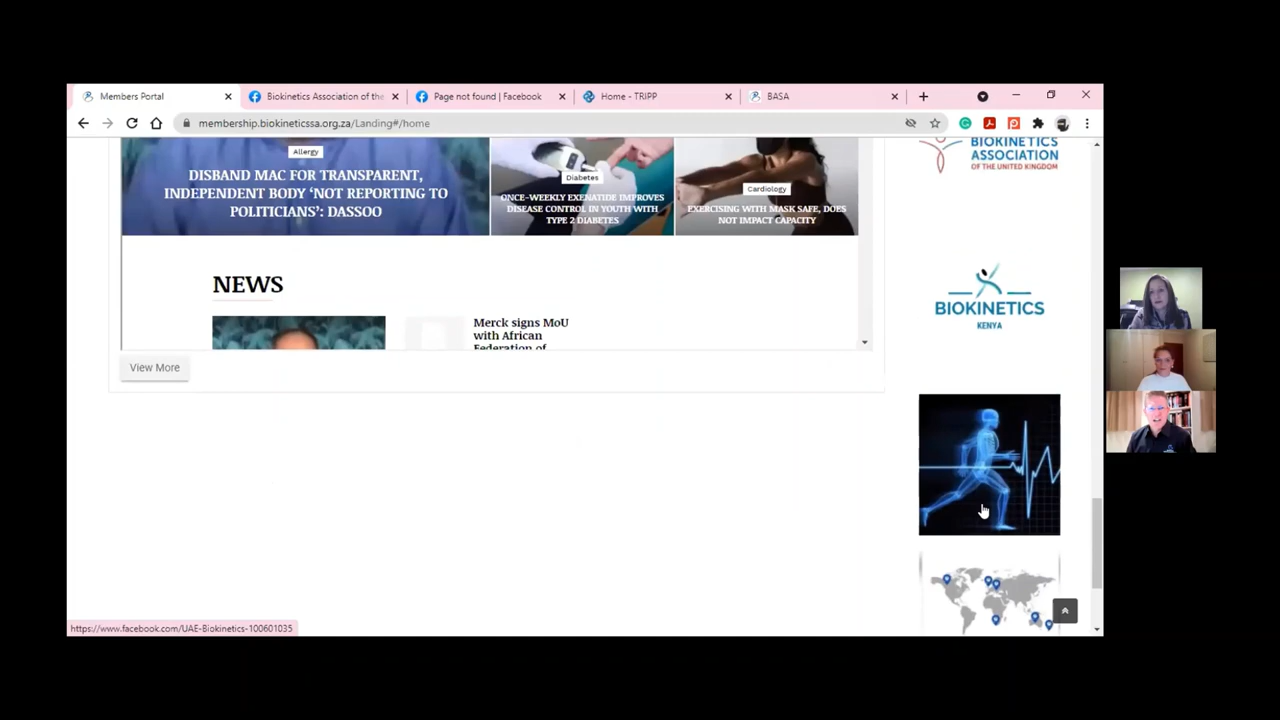 Members Portal
Biokinetics Association of the
Page not found | Facebook
Home - TRIPP
BASA
membership.biokineticssa.org.za/Landing#/home
Allergy
DISBAND MAC FOR TRANSPARENT,
INDEPENDENT BODY ‘NOT REPORTING TO
POLITICIANS’: DASSOO
Diabetes
ONCE-WEEKLY EXENATIDE IMPROVES
DISEASE CONTROL IN YOUTH WITH
TYPE 2 DIABETES
Cardiology
EXERCISING WITH MASK SAFE, DOES
NOT IMPACT CAPACITY
BIOKINETICS
ASSOCIATION
OF THE UNITED KINGDOM
NEWS
Merck signs MoU
with African
Federation of
View More
BIOKINETICS
KENYA
https://www.facebook.com/UAE-Biokinetics-100601035